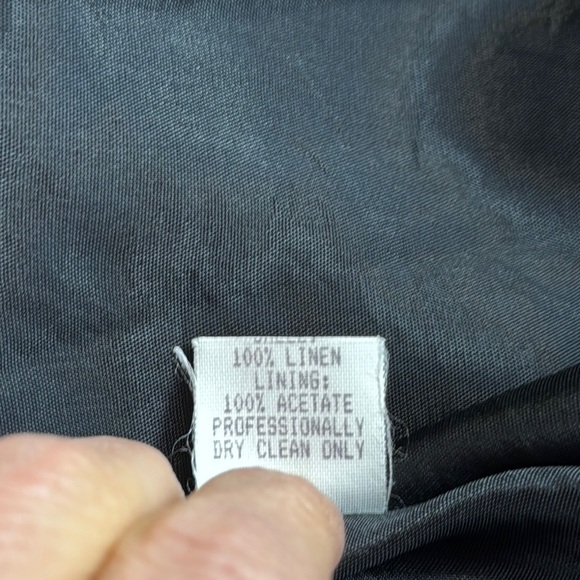 100% LINEN
LINING:
100% ACETATE
PROFESSIONALLY
DRY CLEAN ONLY